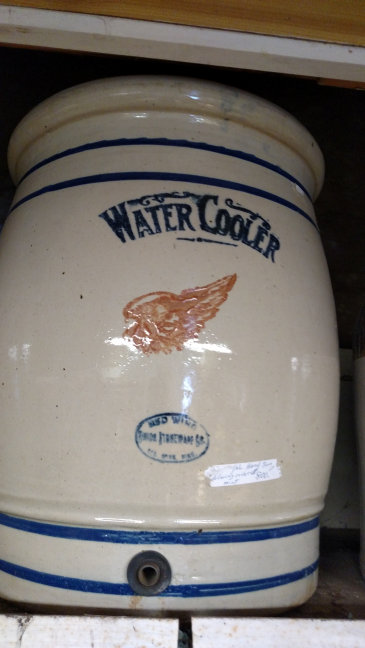 WATER COOLER
RED WING
UNION STONEWARE CO.
RED WING, MINN.